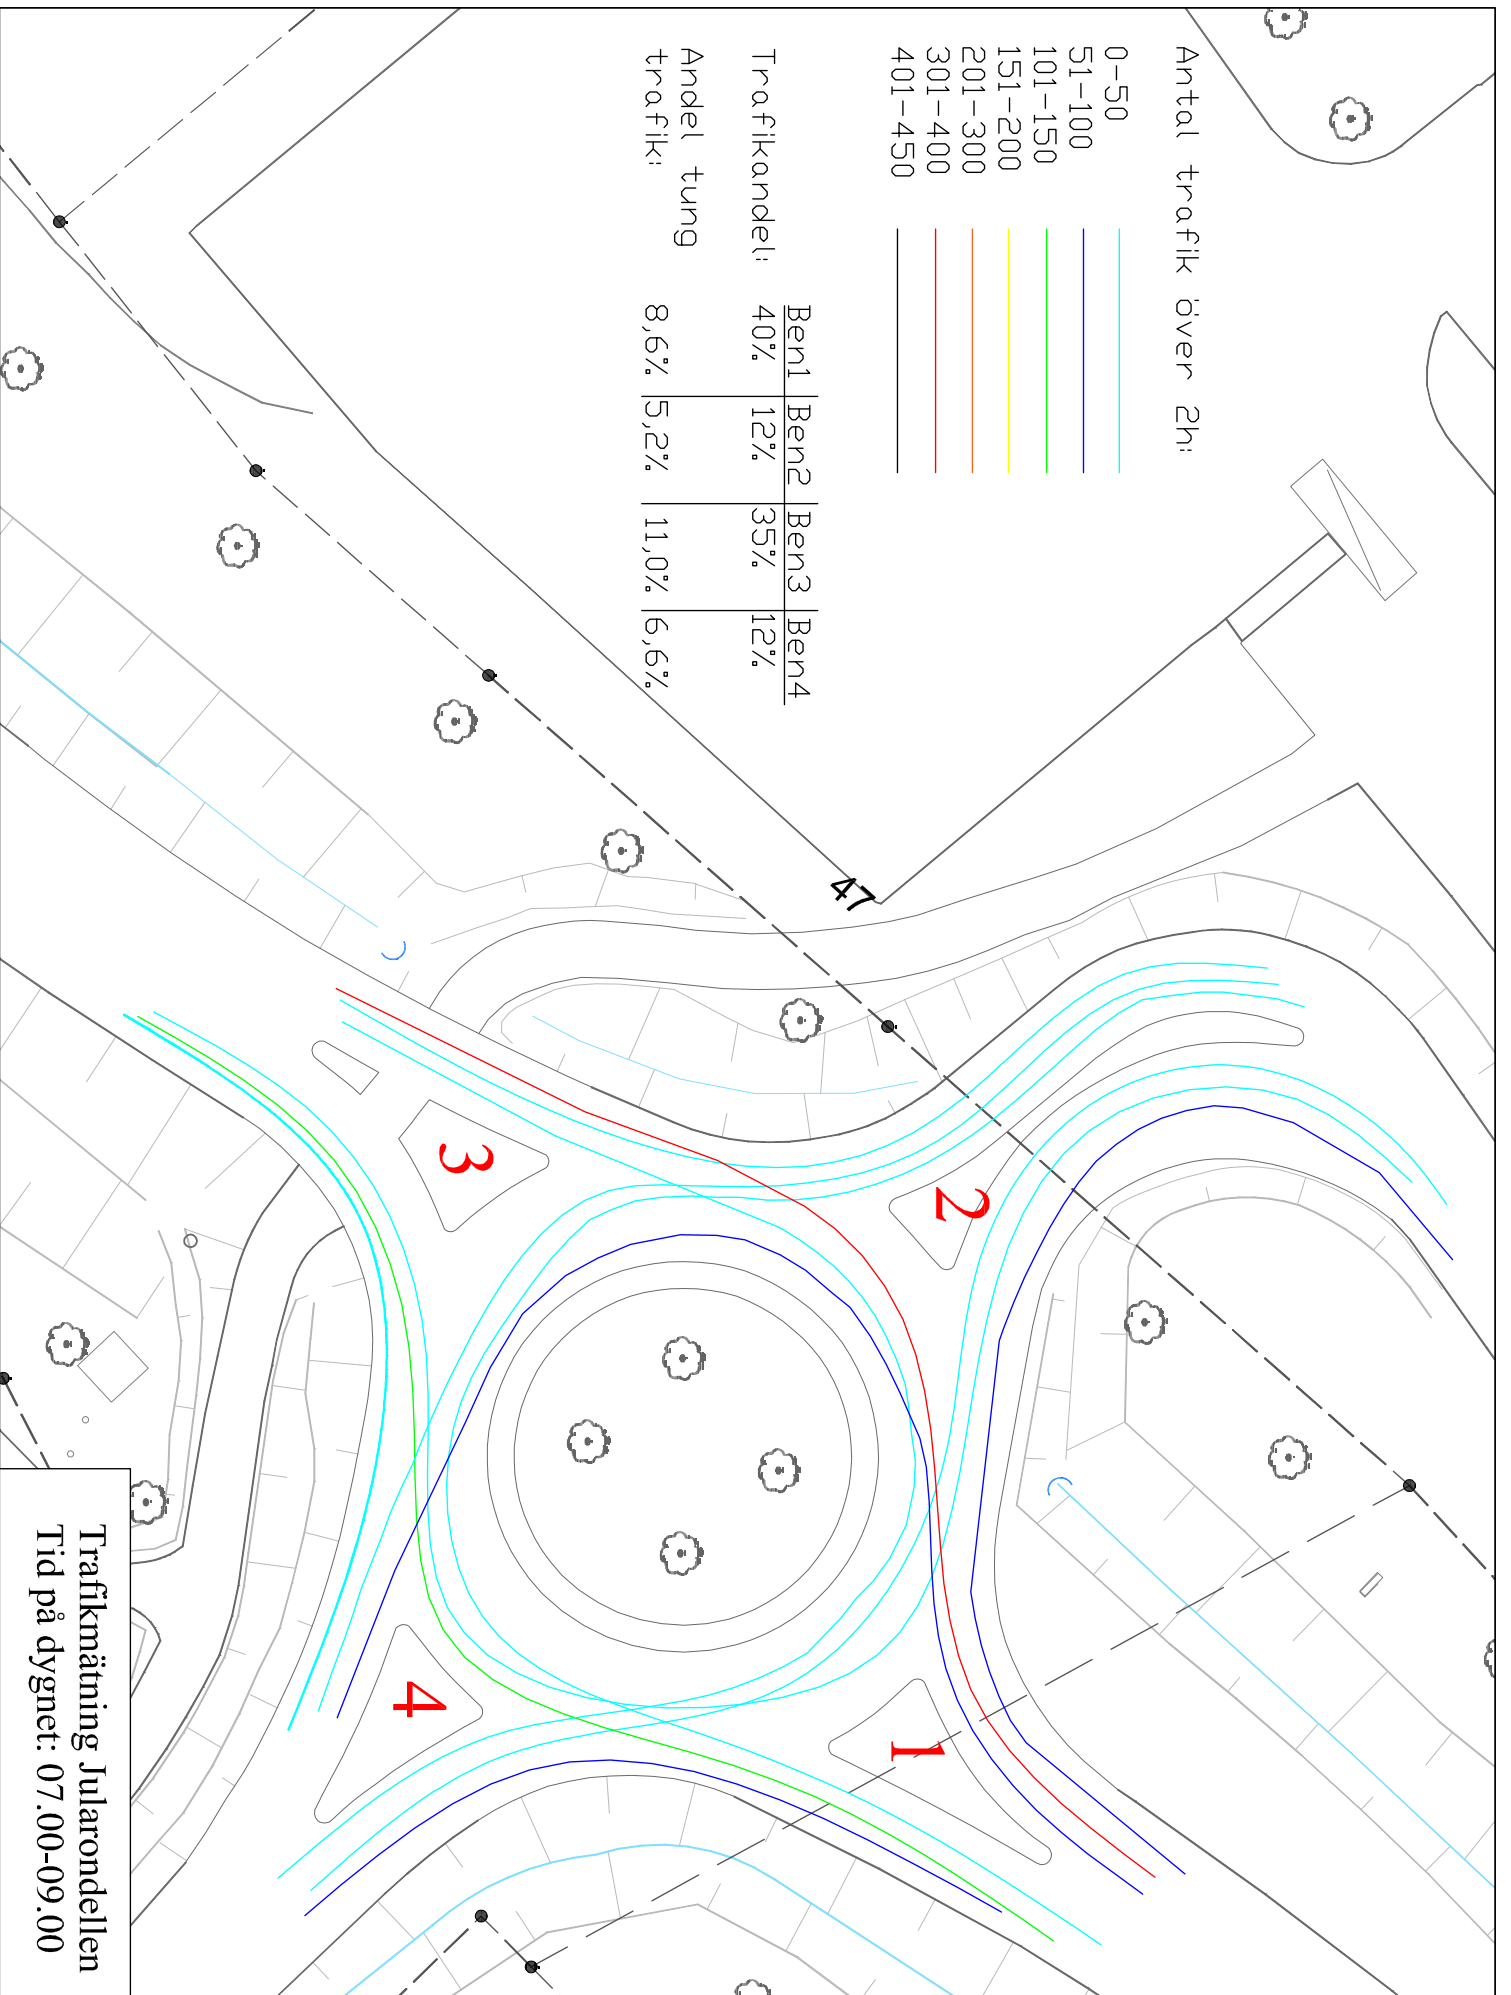 Antal trafik över 2h:
0-50
51-100
101-150
151-200
201-300
301-400
401-450
Ben1 Ben2 Ben3 Ben4
Trafikandel: 40% 12% 35% 12%
Andel tung
trafik: 8,6% 5,2% 11,0% 6,6%
47
2
3
1
4
Trafikmätning Jularondellen
Tid på dygnet: 07.00-09.00